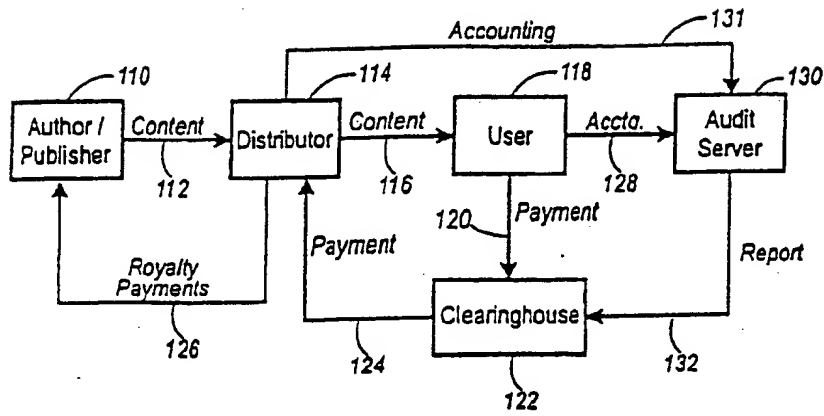 Accounting
131
110
114
118
130
Author /
Publisher
Content
112
Distributor
Content
116
User
Accta.
128
Audit
Server
120
Payment
Payment
Report
Royalty
Payments
126
Clearinghouse
124
122
132